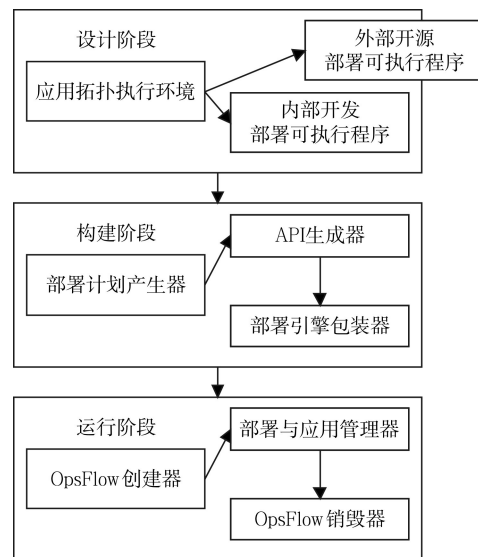 设计阶段
应用拓扑执行环境
外部开源
部署可执行程序
内部开发
部署可执行程序
构建阶段
部署计划产生器
API生成器
部署引擎包装器
运行阶段
OpsFlow创建器
部署与应用管理器
OpsFlow销毁器